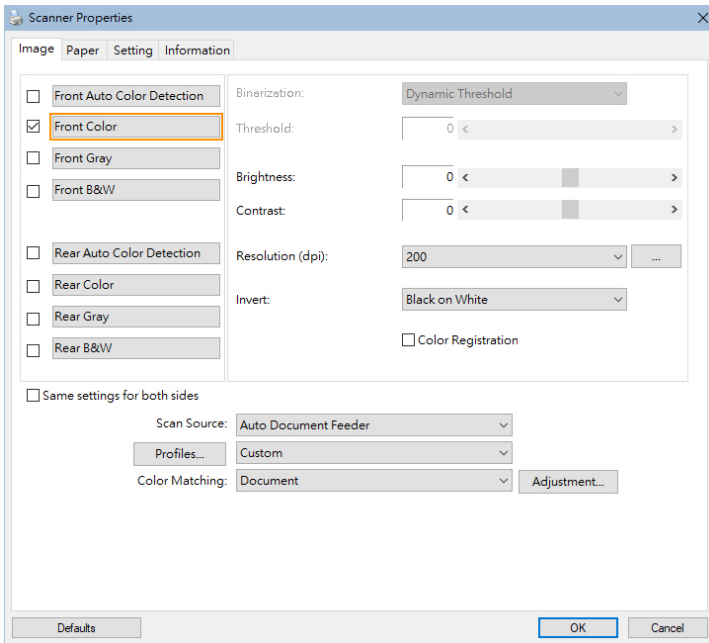 Scanner Properties
Image Paper Setting Information
Front Auto Color Detection
Front Color
Front Gray
Front B&W
Rear Auto Color Detection
Rear Color
Rear Gray
Rear B&W
Binarization: Dynamic Threshold
Threshold: 0
Brightness: 0
Contrast: 0
Resolution (dpi): 200 ...
Invert: Black on White
Color Registration
Same settings for both sides
Scan Source: Auto Document Feeder
Profiles... Custom
Color Matching: Document Adjustment...
Defaults OK Cancel